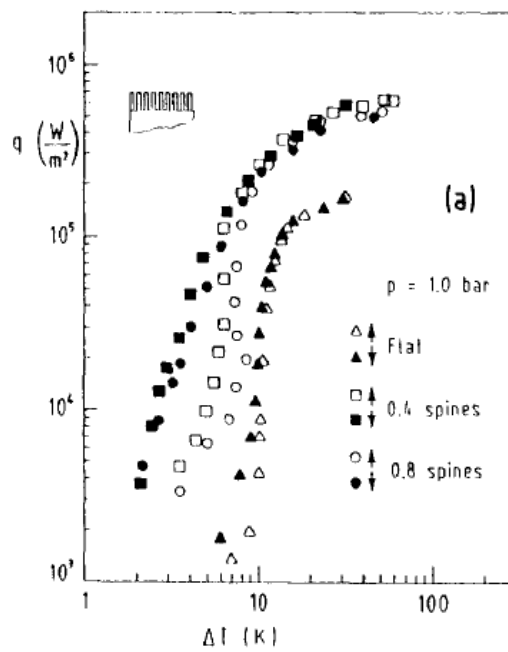 10⁶
q (W/m²)
(a)
10⁵
p = 1.0 bar
Flat
10⁴
0.4 spines
0.8 spines
10³
1 10 100
Δt (K)